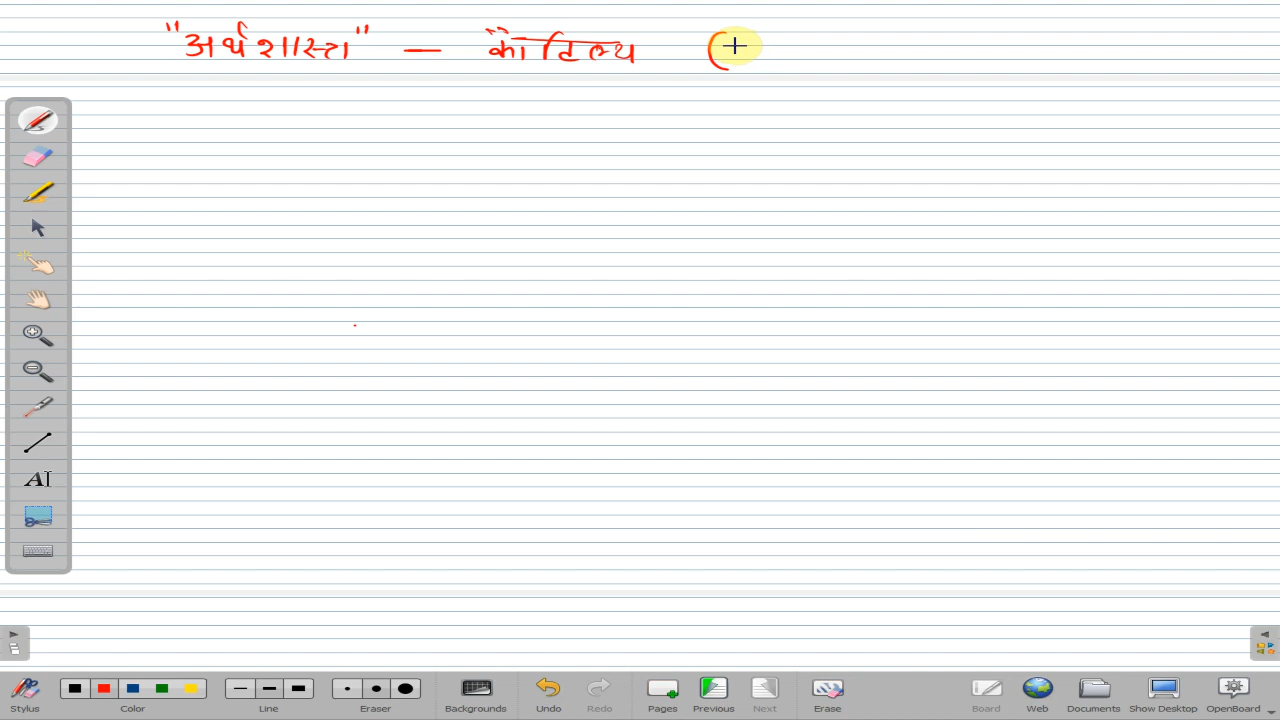 "अर्थशास्त्र" — "कौटिल्य (
Stylus
Color
Line
Eraser
Backgrounds
Undo
Redo
Pages
Previous
Next
Erase
Board
Web
Documents
Show Desktop
OpenBoard